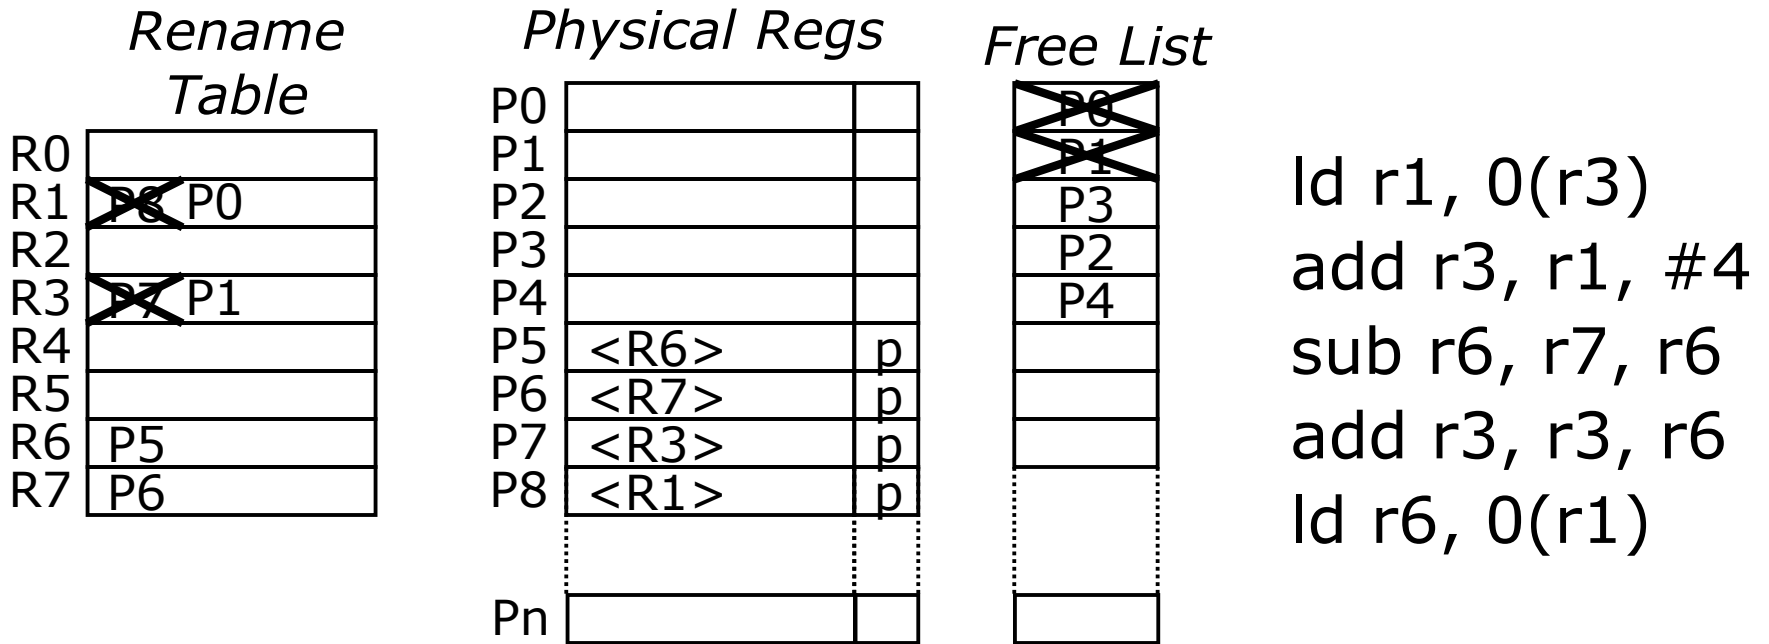 Rename
Table
R0
R1 P8 P0
R2
R3 P7 P1
R4
R5
R6 P5
R7 P6
Physical Regs
P0
P1
P2
P3
P4
P5 <R6> p
P6 <R7> p
P7 <R3> p
P8 <R1> p
Pn
Free List
P0
P1
P3
P2
P4
ld r1, 0(r3)
add r3, r1, #4
sub r6, r7, r6
add r3, r3, r6
ld r6, 0(r1)